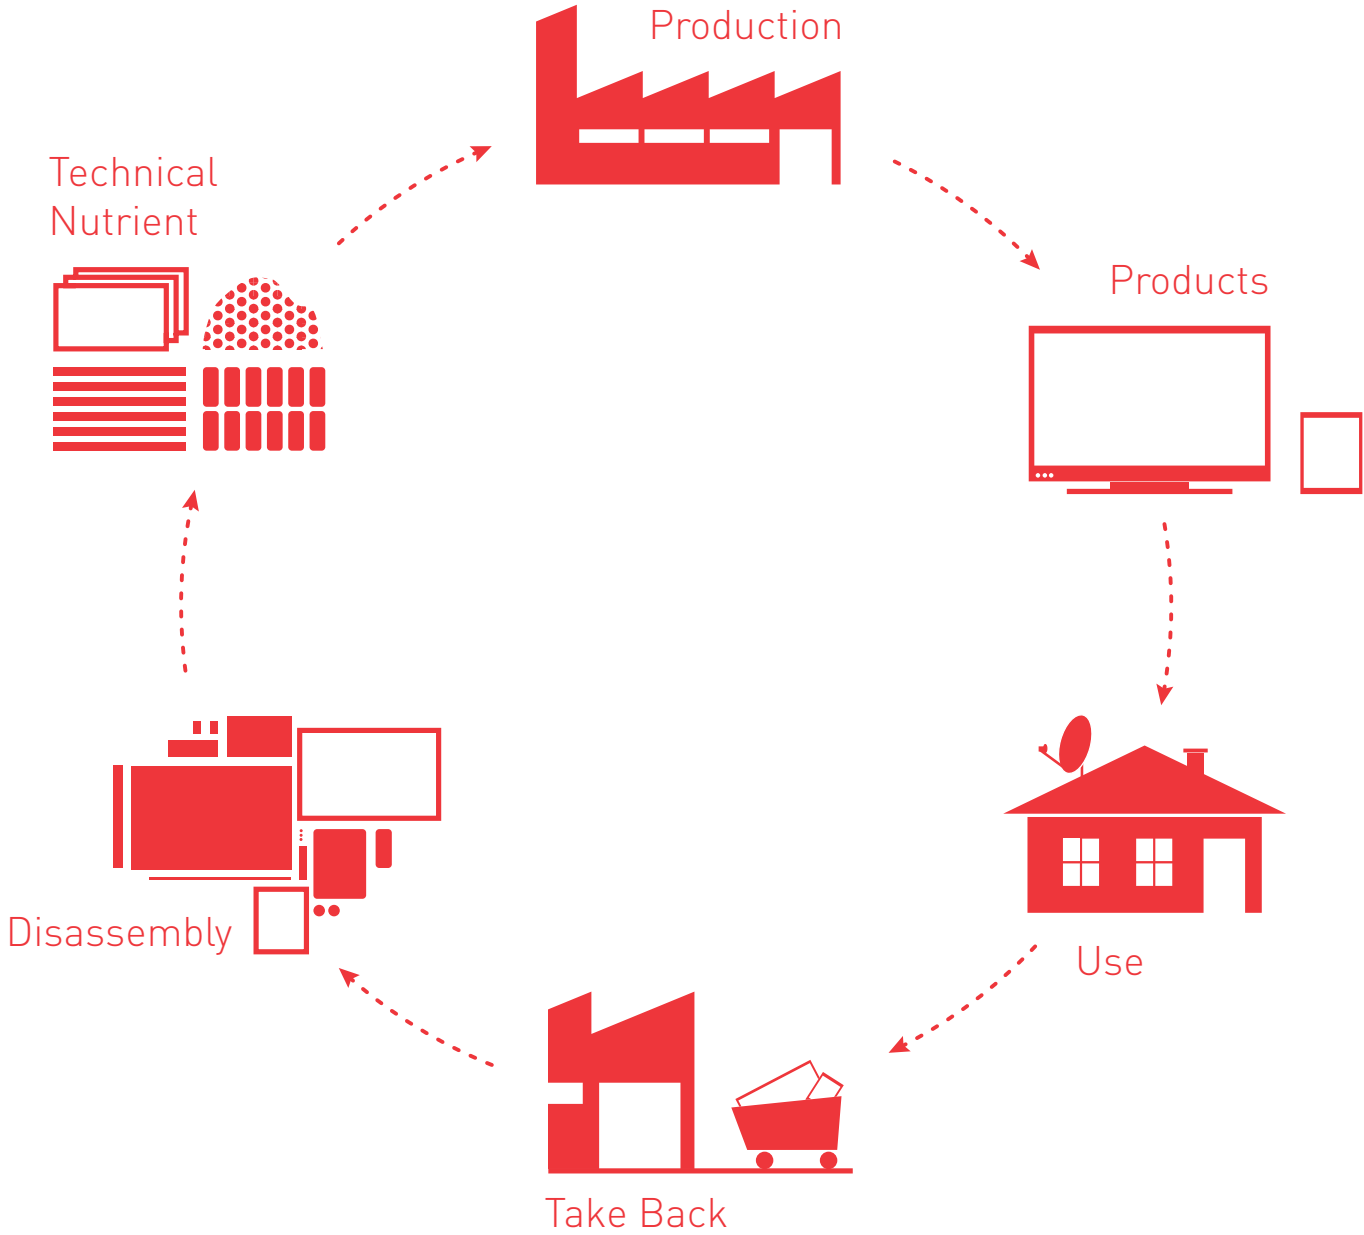 Production
Technical
Nutrient
Products
Disassembly
Use
Take Back